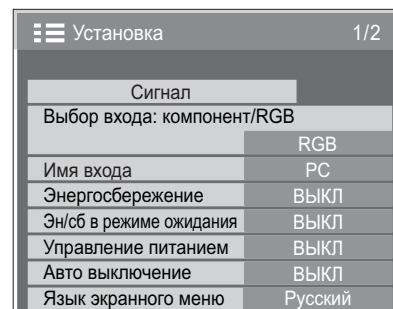 Установка 1/2
Сигнал
Выбор входа: компонент/RGB
RGB
Имя входа PC
Энергосбережение ВЫКЛ
Эн/сб в режиме ожидания ВЫКЛ
Управление питанием ВЫКЛ
Авто выключение ВЫКЛ
Язык экранного меню Русский